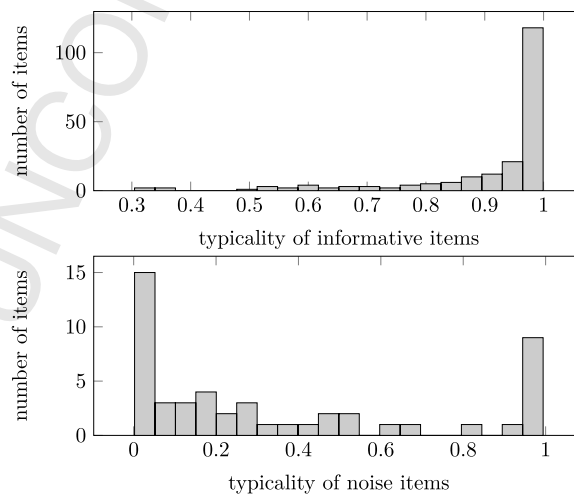 number of items
100
50
0
0.3 0.4 0.5 0.6 0.7 0.8 0.9 1
typicality of informative items
number of items
15
10
5
0
0 0.2 0.4 0.6 0.8 1
typicality of noise items